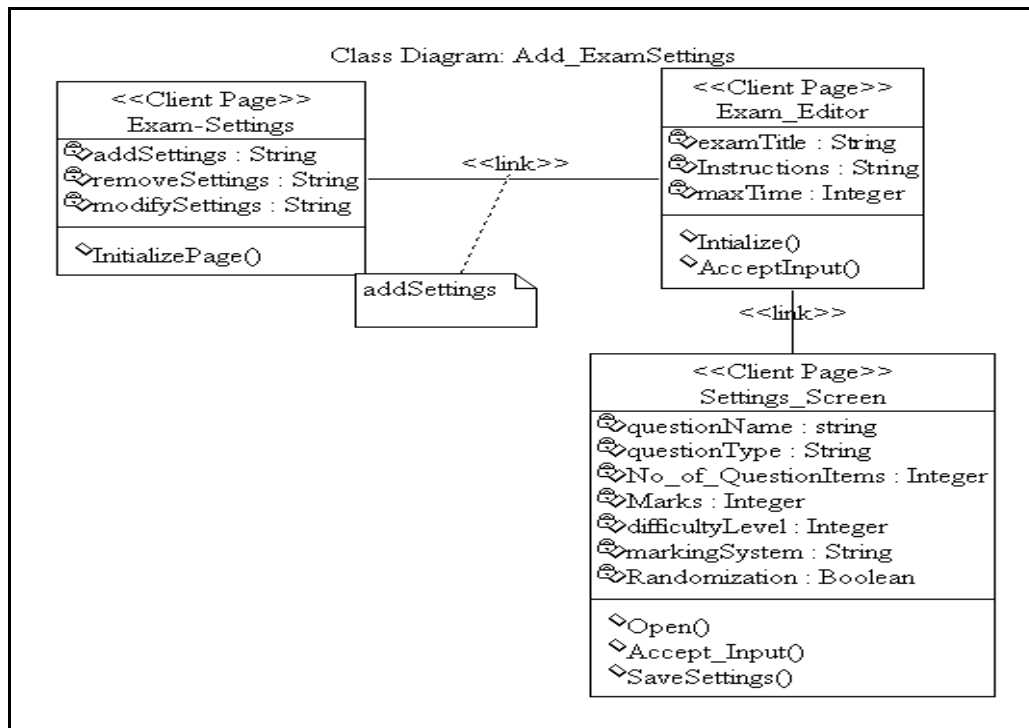 Class Diagram: Add_ExamSettings
<<Client Page>>
Exam-Settings
addSettings : String
removeSettings : String
modifySettings : String
InitializePage()
<<link>>
addSettings
<<Client Page>>
Exam_Editor
examTitle : String
Instructions : String
maxTime : Integer
Intialize()
AcceptInput()
<<link>>
<<Client Page>>
Settings_Screen
questionName : string
questionType : String
No_of_QuestionItems : Integer
Marks : Integer
difficultyLevel : Integer
markingSystem : String
Randomization : Boolean
Open()
Accept_Input()
SaveSettings()